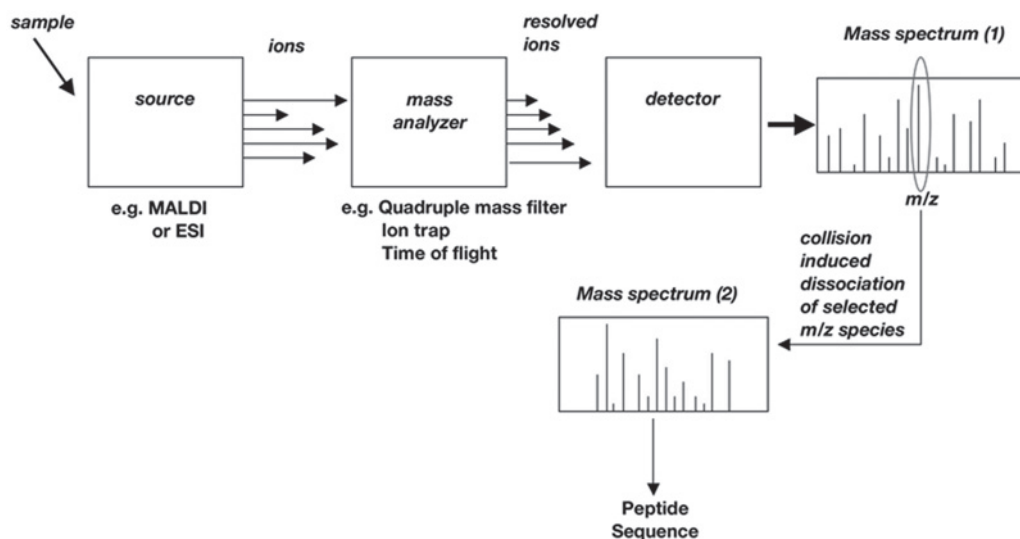 sample
ions
resolved
ions
Mass spectrum (1)
source
mass
analyzer
detector
e.g. MALDI
or ESI
e.g. Quadruple mass filter
Ion trap
Time of flight
m/z
collision
induced
dissociation
of selected
m/z species
Mass spectrum (2)
Peptide
Sequence